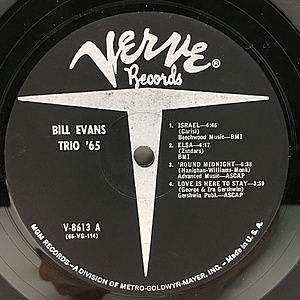 Verve®
Records
BILL EVANS
TRIO '65
1. ISRAEL—4:45
(Carisi)
Beechwood Music—BMI
2. ELSA—4:17
(Zindars)
BMI
3. 'ROUND MIDNIGHT—6:38
(Hanighan-Williams-Monk)
Advanced Music—ASCAP
4. LOVE IS HERE TO STAY—3:59
(George & Ira Gershwin)
Gershwin Publ.—ASCAP
V-8613 A
(65-VG-114)
MGM RECORDS—A DIVISION OF METRO-GOLDWYN-MAYER, INC.—Made in U.S.A.